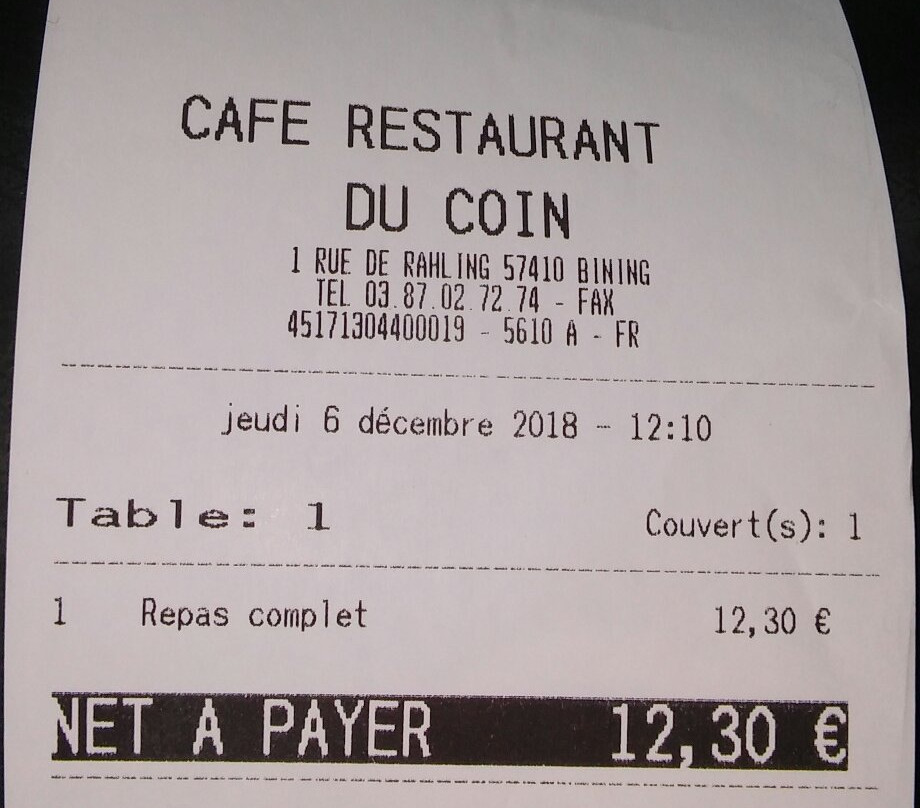 CAFE RESTAURANT
DU COIN
1 RUE DE RAHLING 57410 BINING
TEL 03.87.02.72.74 - FAX
45171304400019 - 5610 A - FR
jeudi 6 décembre 2018 - 12:10
Table: 1 Couvert(s): 1
1 Repas complet 12,30 €
NET A PAYER 12,30 €